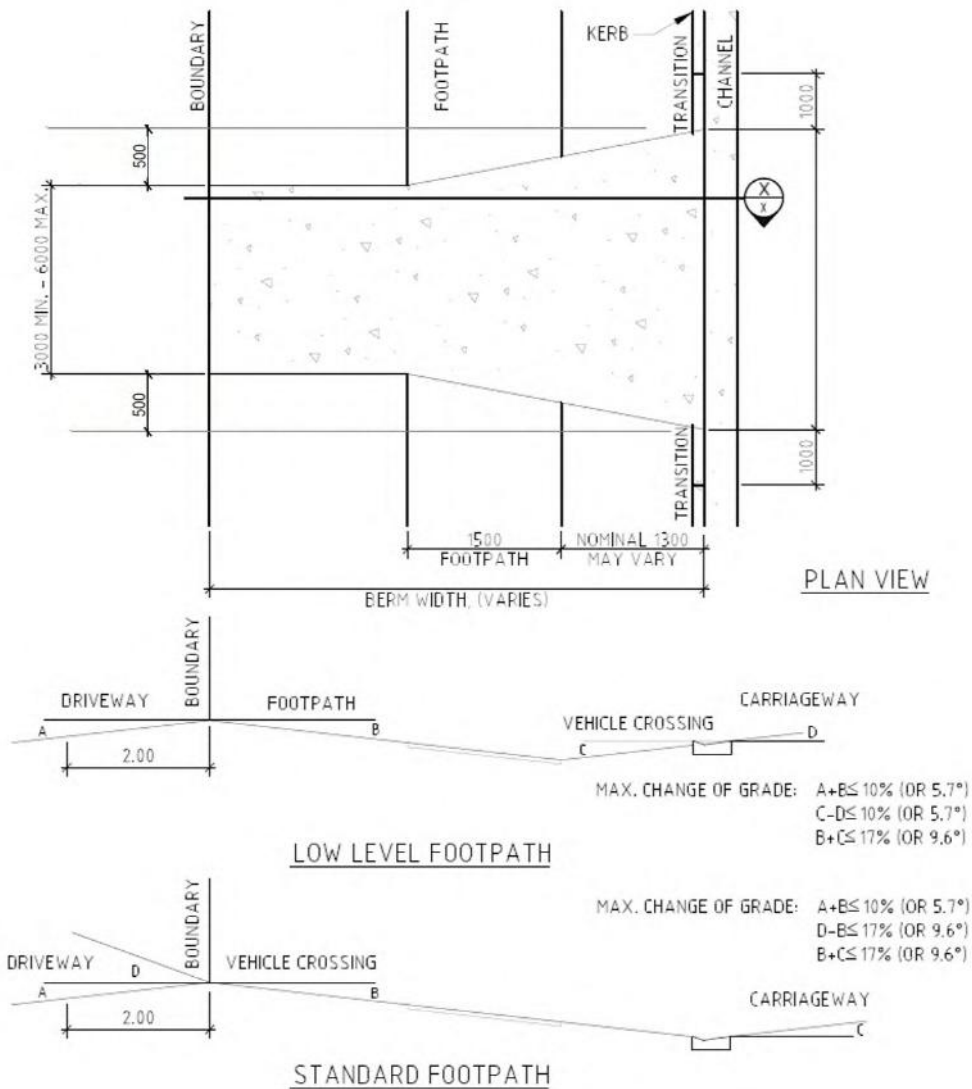 BOUNDARY
FOOTPATH
KERB
TRANSITION
CHANNEL
1000
500
3000 MIN. - 6000 MAX.
X
X
500
TRANSITION
1000
1500
FOOTPATH
NOMINAL 1300
MAY VARY
BERM WIDTH, (VARIES)
PLAN VIEW
BOUNDARY
DRIVEWAY
FOOTPATH
CARRIAGEWAY
VEHICLE CROSSING
A
B
C
D
2.00
MAX. CHANGE OF GRADE: A+B≤10% (OR 5.7°)
C-D≤10% (OR 5.7°)
B+C≤17% (OR 9.6°)
LOW LEVEL FOOTPATH
MAX. CHANGE OF GRADE: A+B≤10% (OR 5.7°)
D-B≤17% (OR 9.6°)
B+C≤17% (OR 9.6°)
BOUNDARY
DRIVEWAY
D
VEHICLE CROSSING
A
B
CARRIAGEWAY
2.00
C
STANDARD FOOTPATH